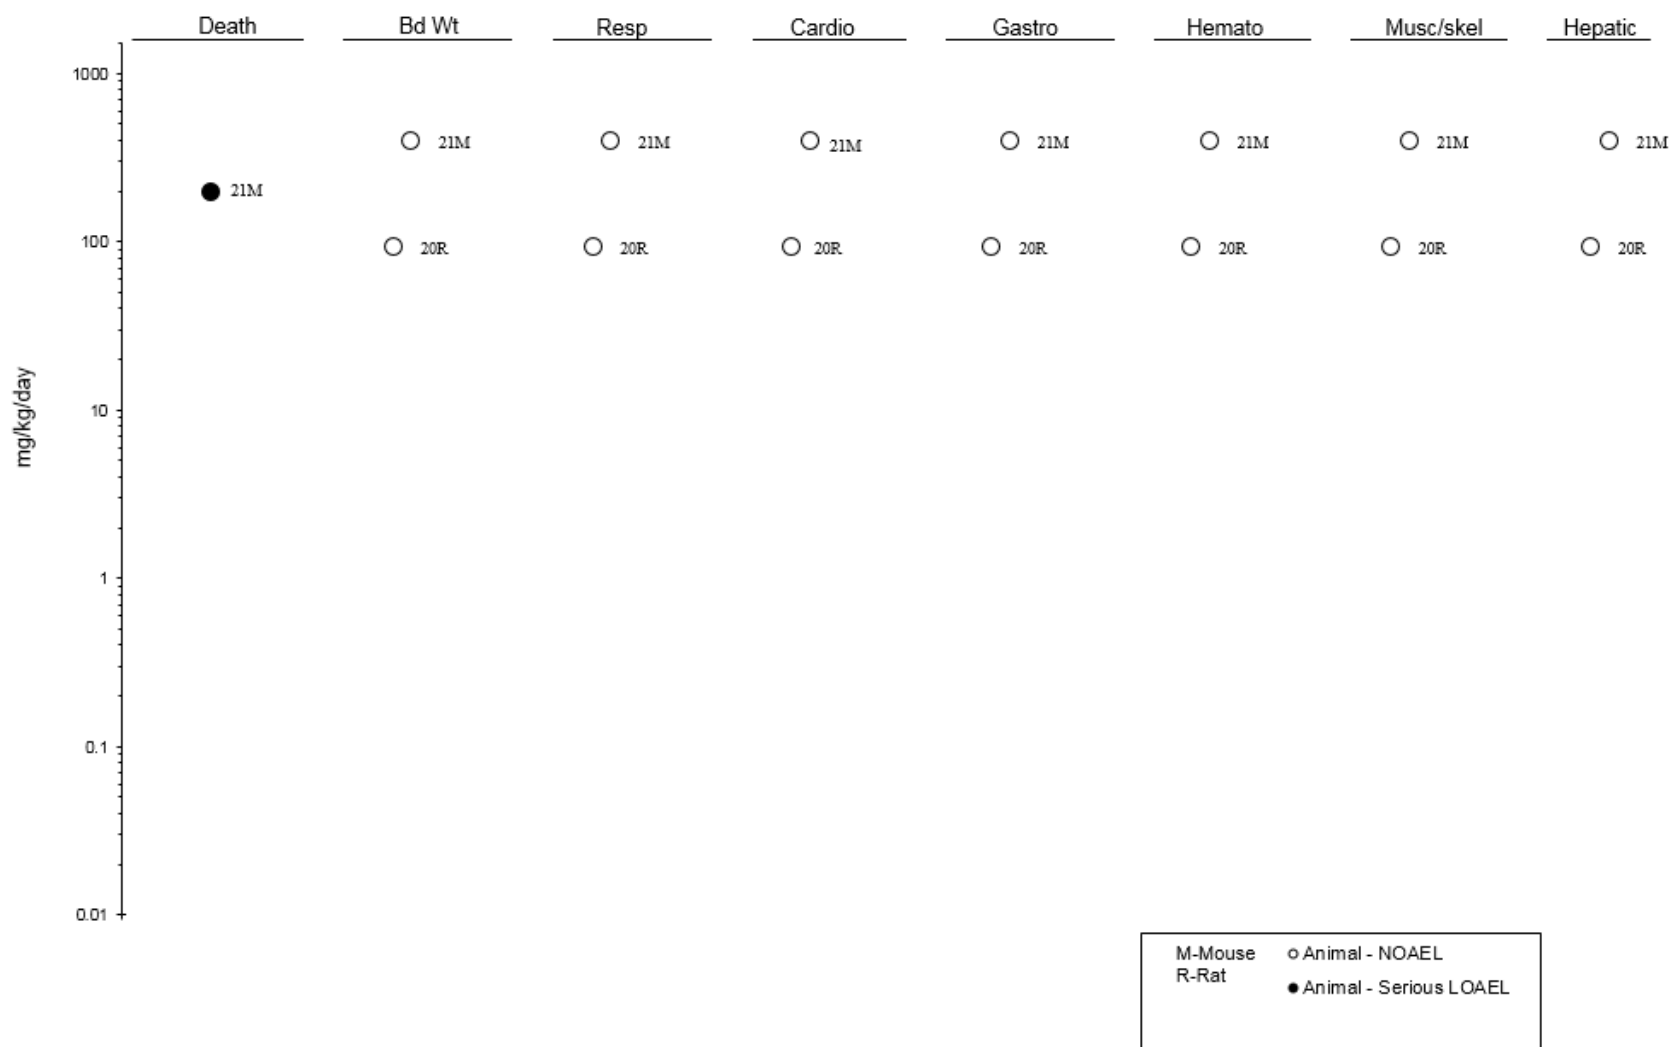 Death Bd Wt Resp Cardio Gastro Hemato Musc/skel Hepatic
1000
21M 21M 21M 21M 21M 21M 21M
21M
100
20R 20R 20R 20R 20R 20R 20R
mg/kg/day
10
1
0.1
0.01
M-Mouse Animal - NOAEL
R-Rat
Animal - Serious LOAEL